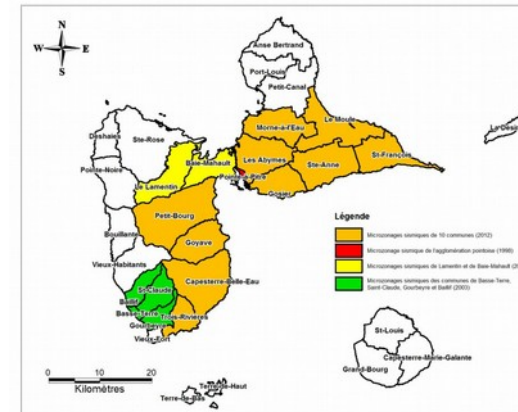 N
W E
S
Anse Bertrand
Port-Louis
Petit-Canal
La Dési
Deshaies
Ste-Rose
Morne-à-l'Eau
Le Moule
Baie-Mahault
Les Abymes
Ste-Anne
St-François
Pointe-Noire
Pointe-à-Pitre
Le Lamentin
Gosier
Petit-Bourg
Bouillante
Goyave
Vieux-Habitants
Capesterre-Belle-Eau
St-Claude
Baillif
Basse-Terre
Trois-Rivières
Gourbeyre
Vieux-Fort
Légende
Microzonages sismiques de 10 communes (2012)
Microzonage sismique de l'agglomération pointoise (1998)
Microzonages sismiques de Lamentin et de Baie-Mahault (2
Microzonages sismiques des communes de Basse-Terre,
Saint Claude, Gourbeyre et Baillif (2003)
St-Louis
Capesterre-Marie-Galante
Grand-Bourg
0 10 20
Kilomètres
Terre-de-Haut
Terre-de-Bas